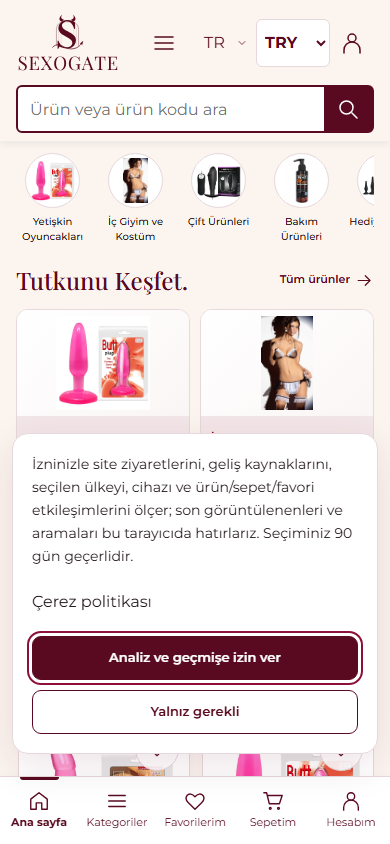 SEXOGATE
TR
TRY
Ürün veya ürün kodu ara
Yetişkin
Oyuncakları
İç Giyim ve
Kostüm
Çift Ürünleri
Bakım
Ürünleri
Tutkunu Keşfet.
Tüm ürünler
İzninizle site ziyaretlerini, geliş kaynaklarını,
seçilen ülkeyi, cihazı ve ürün/sepet/favori
etkileşimlerini ölçer; son görüntülenenleri ve
aramaları bu tarayıcıda hatırlarız. Seçiminiz 90
gün geçerlidir.
Çerez politikası
Analiz ve geçmişe izin ver
Yalnız gerekli
Ana sayfa
Kategoriler
Favorilerim
Sepetim
Hesabım